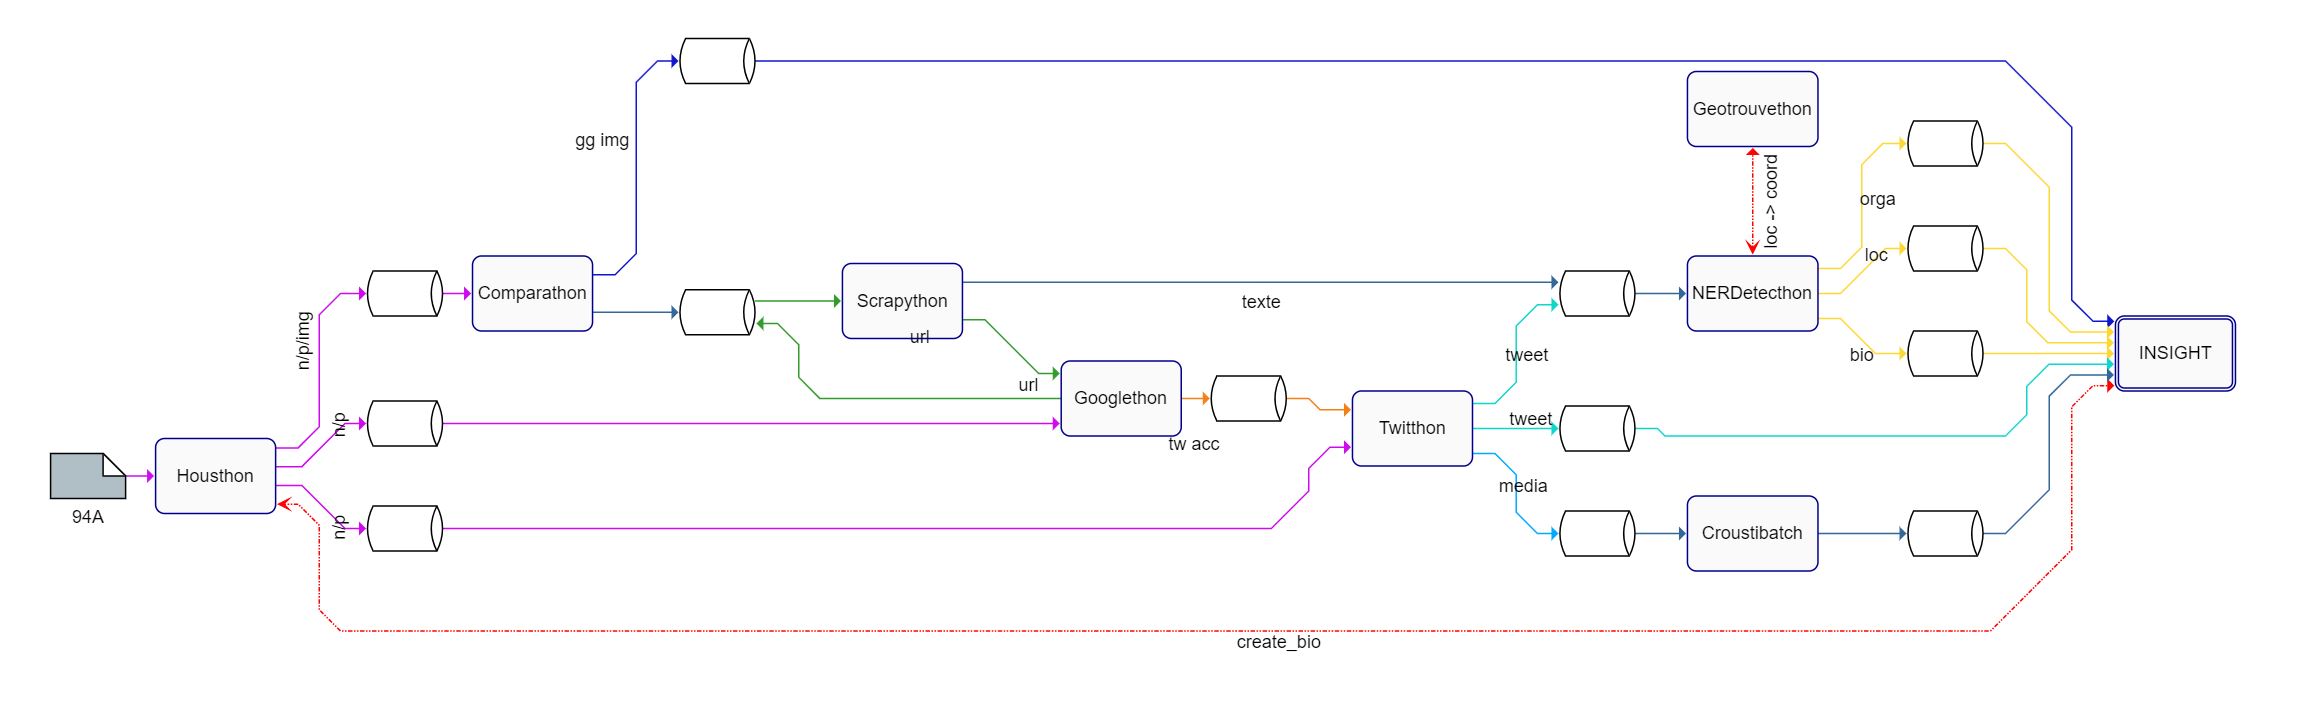 gg img
Geotrouvethon
loc -> coord
orga
loc
bio
n/p/img
Comparathon
Scrapython
url
texte
NERDetecthon
INSIGHT
tweet
url
Googlethon
tw acc
n/p
Twitthon
tweet
media
Housthon
94A
n/p
Croustibatch
create_bio